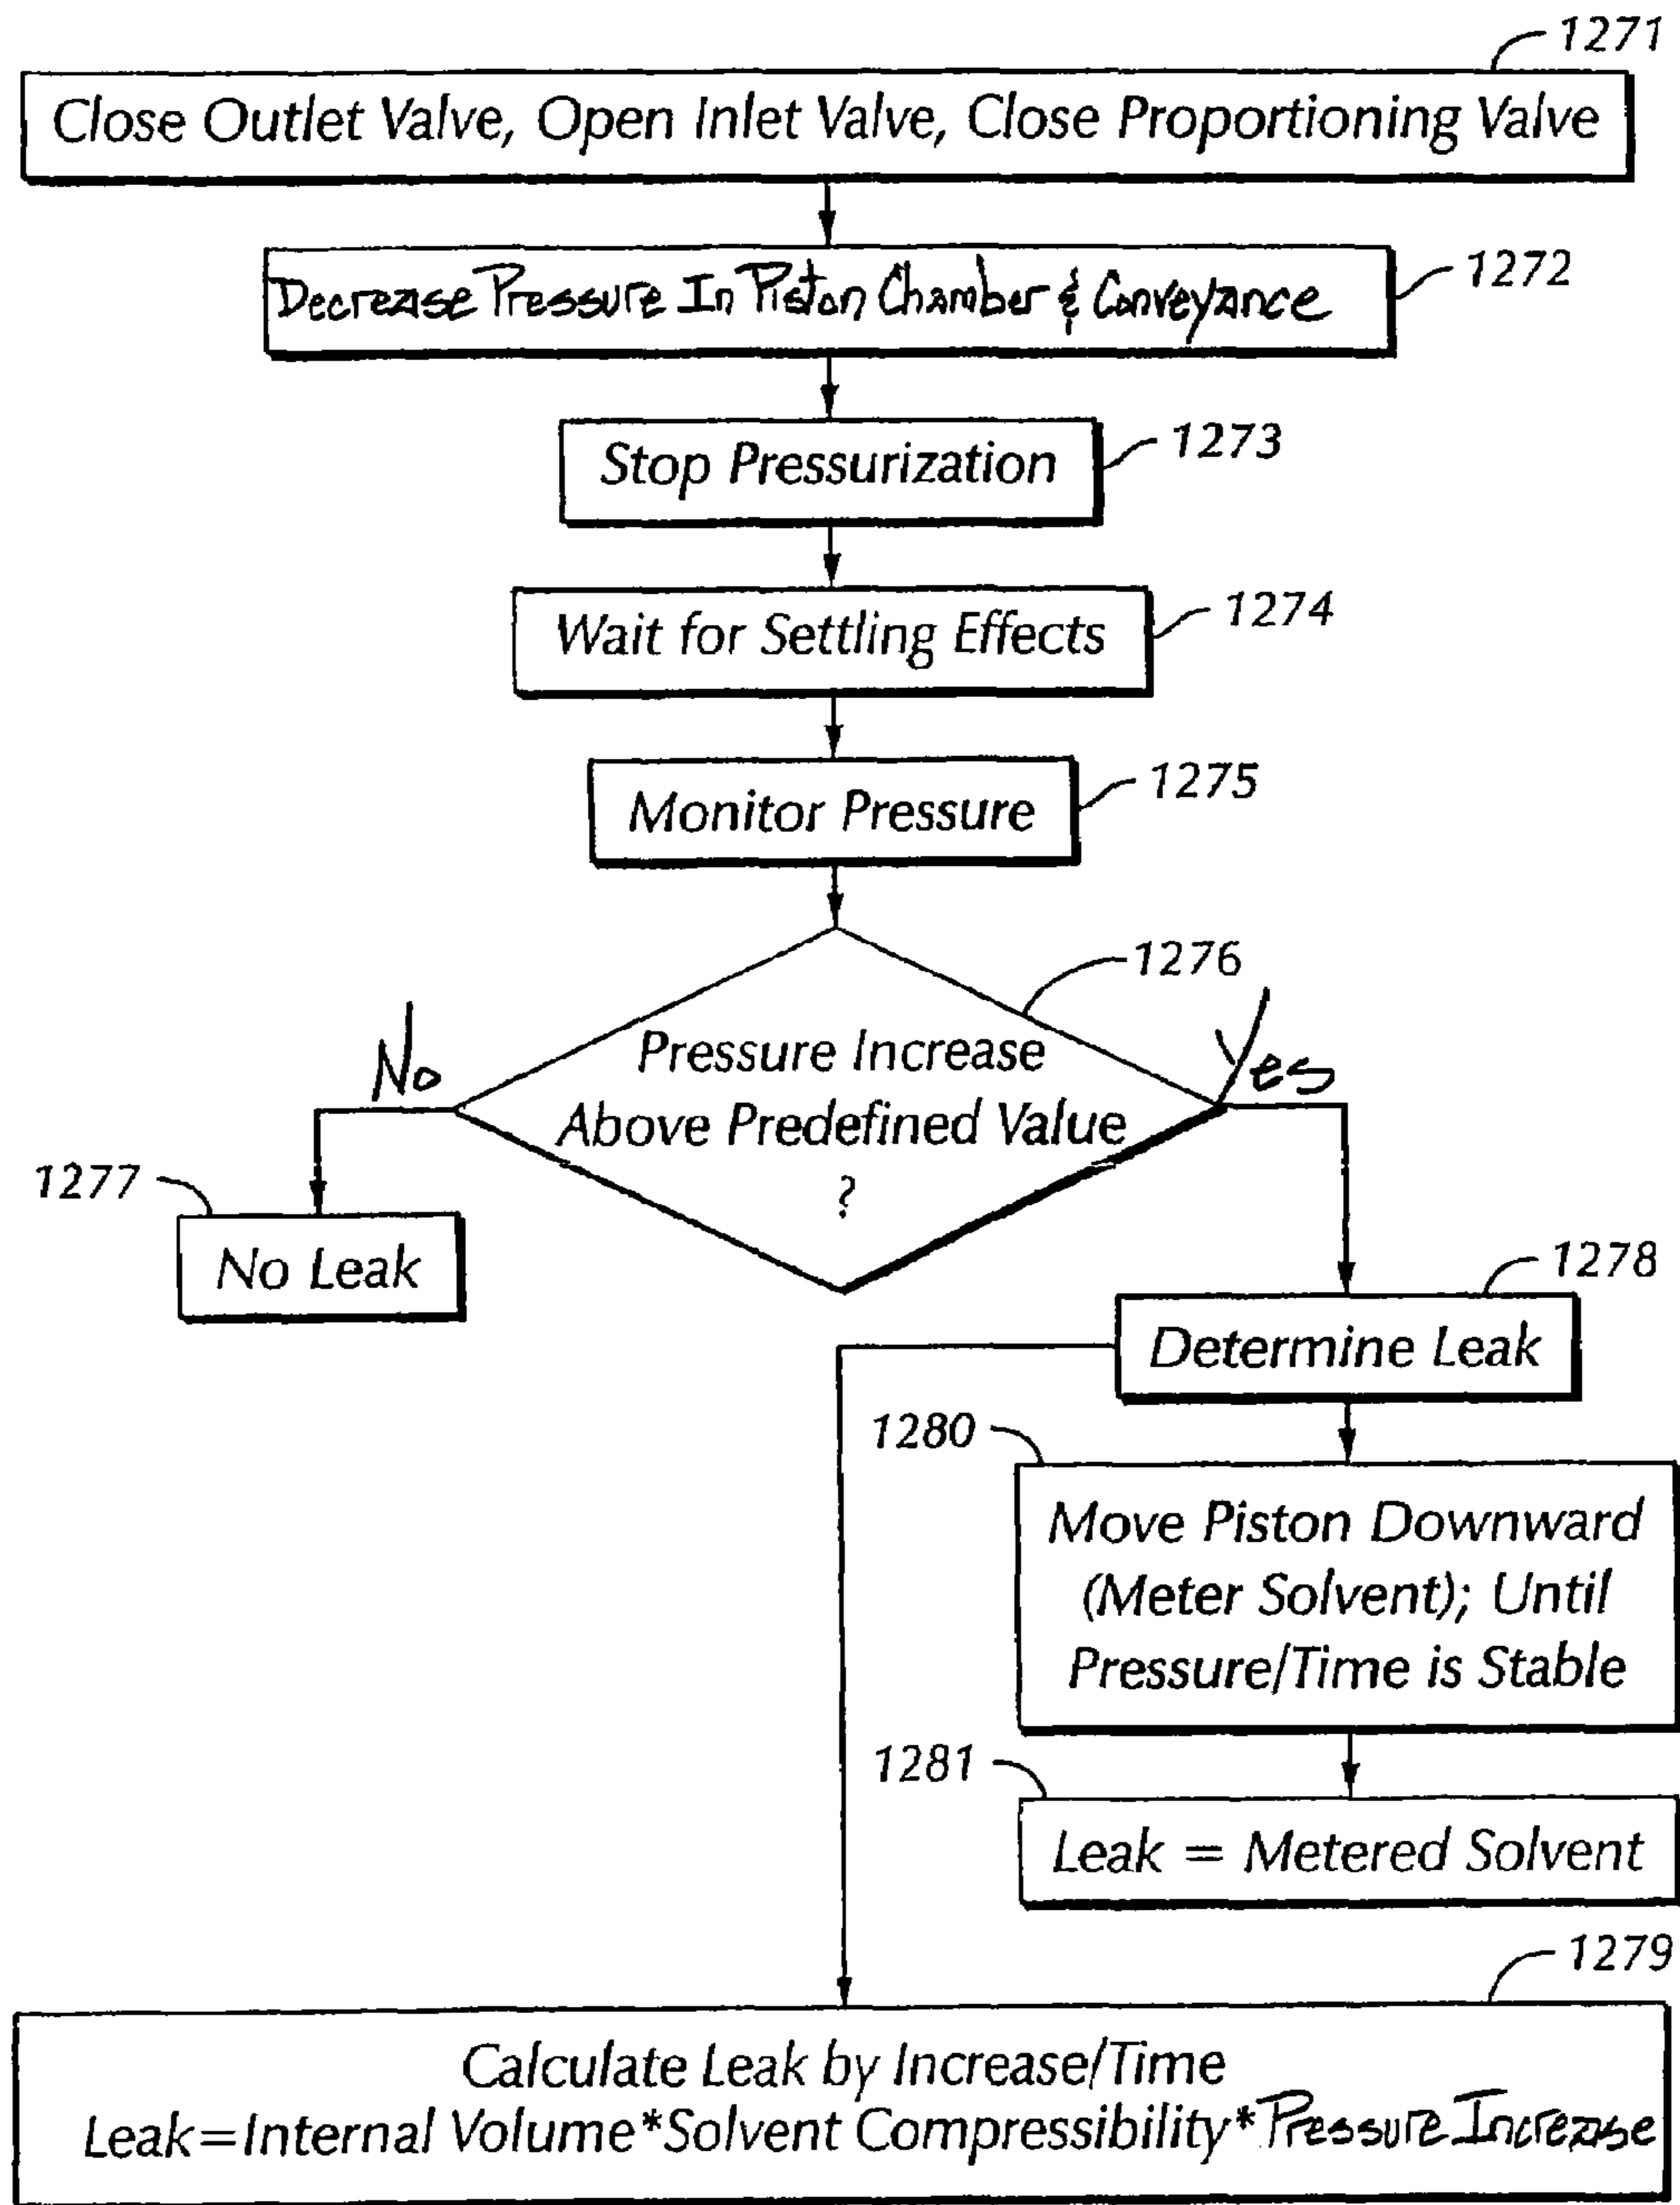 1271
Close Outlet Valve, Open Inlet Valve, Close Proportioning Valve
1272
Decrease Pressure In Piston Chamber & Conveyance
1273
Stop Pressurization
1274
Wait for Settling Effects
1275
Monitor Pressure
1276
Pressure Increase
Above Predefined Value
?
No
Yes
1277
No Leak
1278
Determine Leak
1280
Move Piston Downward
(Meter Solvent); Until
Pressure/Time is Stable
1281
Leak = Metered Solvent
1279
Calculate Leak by Increase/Time
Leak=Internal Volume*Solvent Compressibility*Pressure Increase